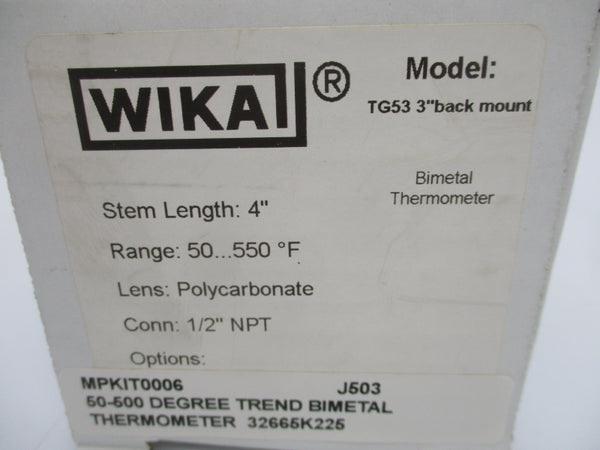 WIKA ®
Model:
TG53 3"back mount
Bimetal
Thermometer
Stem Length: 4"
Range: 50...550 °F
Lens: Polycarbonate
Conn: 1/2" NPT
Options:
MPKIT0006 J503
50-500 DEGREE TREND BIMETAL
THERMOMETER 32665K225